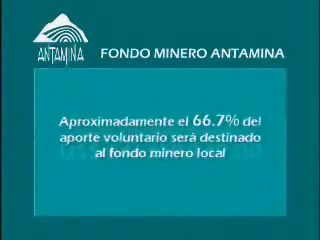 ANTAMINA
FONDO MINERO ANTAMINA
Aproximadamente el 66.7% del
aporte voluntario será destinado
al fondo minero local